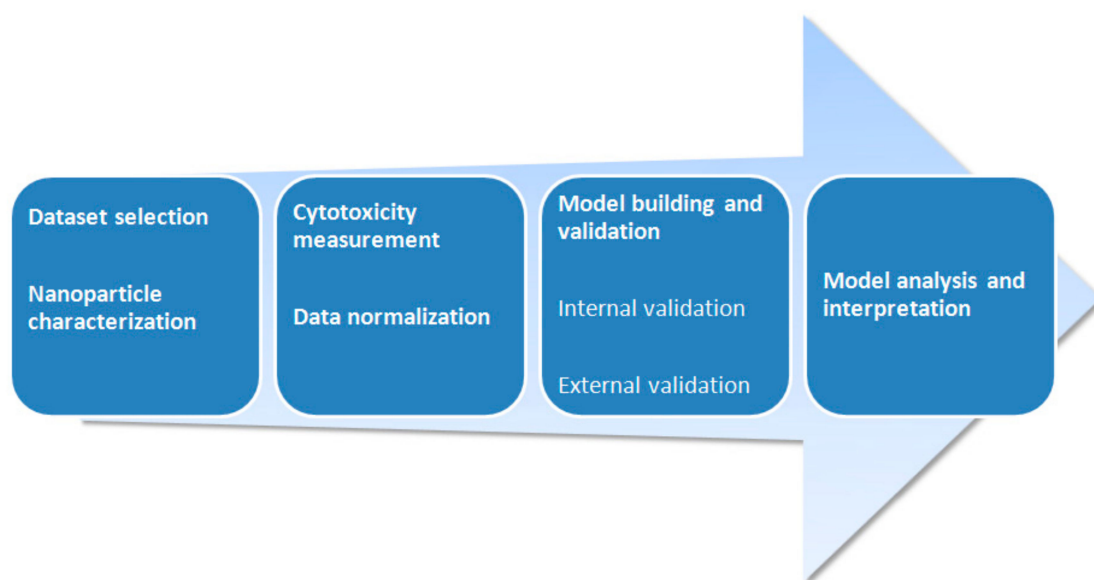 Dataset selection
Nanoparticle
characterization
Cytotoxicity
measurement
Data normalization
Model building and
validation
Internal validation
External validation
Model analysis and
interpretation